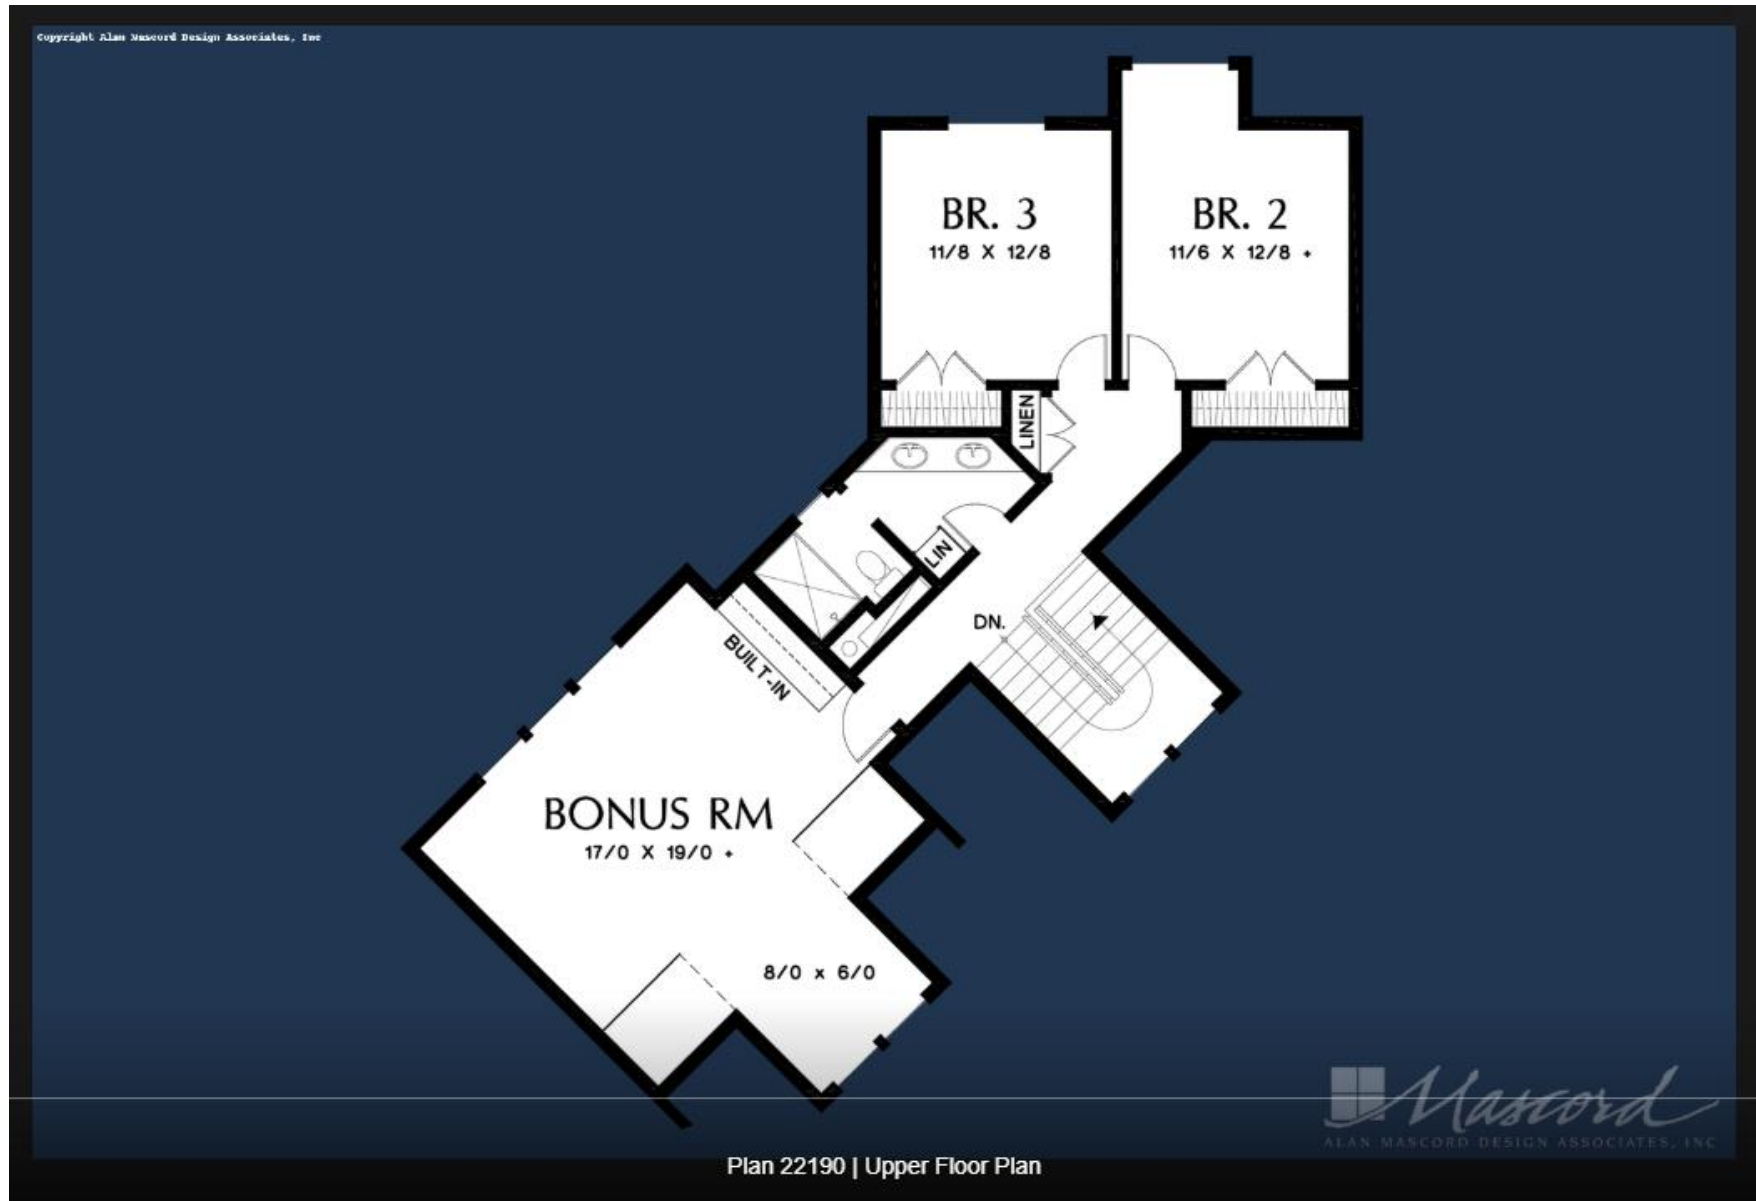 Copyright Alan Mascord Design Associates, Inc
BR. 3
11/8 X 12/8
BR. 2
11/6 X 12/8 +
LINEN
LIN
DN.
BUILT-IN
BONUS RM
17/0 X 19/0 +
8/0 x 6/0
Mascord
ALAN MASCORD DESIGN ASSOCIATES, INC
Plan 22190 | Upper Floor Plan